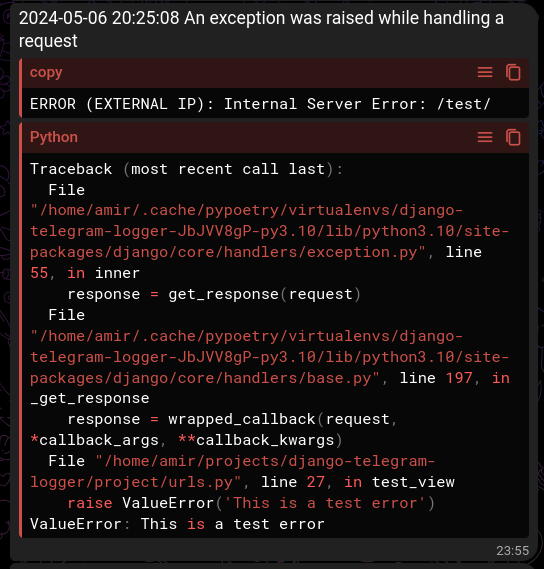 2024-05-06 20:25:08 An exception was raised while handling a
request
copy
ERROR (EXTERNAL IP): Internal Server Error: /test/
Python
Traceback (most recent call last):
  File
"/home/amir/.cache/pypoetry/virtualenvs/django-
telegram-logger-JbJVV8gP-py3.10/lib/python3.10/site-
packages/django/core/handlers/exception.py", line
55, in inner
    response = get_response(request)
  File
"/home/amir/.cache/pypoetry/virtualenvs/django-
telegram-logger-JbJVV8gP-py3.10/lib/python3.10/site-
packages/django/core/handlers/base.py", line 197, in
_get_response
    response = wrapped_callback(request,
*callback_args, **callback_kwargs)
  File "/home/amir/projects/django-telegram-
logger/project/urls.py", line 27, in test_view
    raise ValueError('This is a test error')
ValueError: This is a test error
23:55